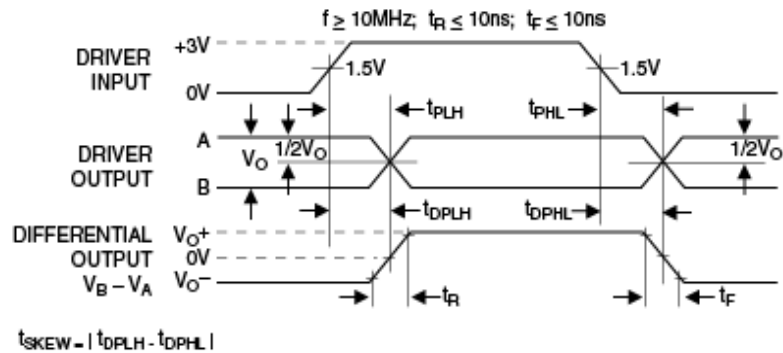 f ≥ 10MHz; tR ≤ 10ns; tF ≤ 10ns
DRIVER
INPUT
+3V
0V
1.5V
1.5V
tPLH
tPHL
DRIVER
OUTPUT
A
B
VO
1/2VO
1/2VO
tDPLH
tDPHL
DIFFERENTIAL
OUTPUT
VB – VA
VO+
0V
VO–
tR
tF
tSKEW = | tDPLH - tDPHL |